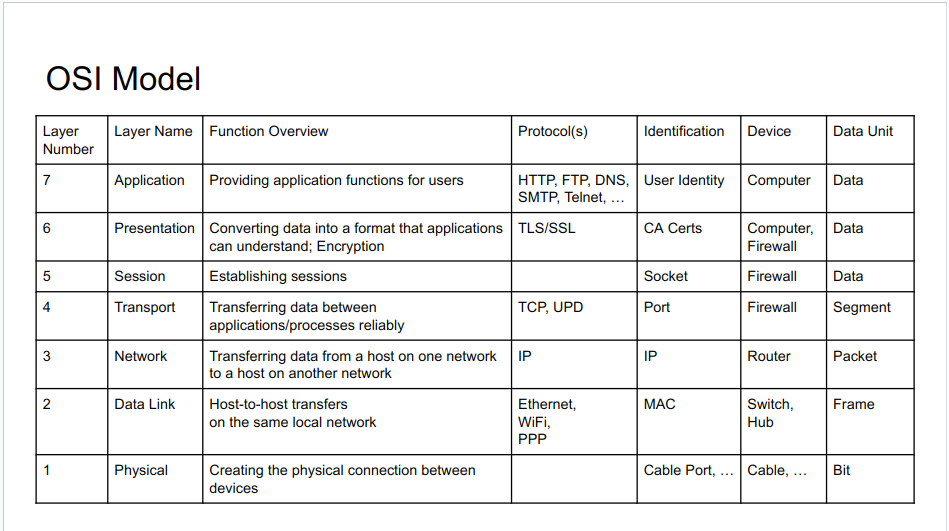 OSI Model
Layer Number | Layer Name | Function Overview | Protocol(s) | Identification | Device | Data Unit
7 | Application | Providing application functions for users | HTTP, FTP, DNS, SMTP, Telnet, … | User Identity | Computer | Data
6 | Presentation | Converting data into a format that applications can understand; Encryption | TLS/SSL | CA Certs | Computer, Firewall | Data
5 | Session | Establishing sessions | | Socket | Firewall | Data
4 | Transport | Transferring data between applications/processes reliably | TCP, UPD | Port | Firewall | Segment
3 | Network | Transferring data from a host on one network to a host on another network | IP | IP | Router | Packet
2 | Data Link | Host-to-host transfers on the same local network | Ethernet, WiFi, PPP | MAC | Switch, Hub | Frame
1 | Physical | Creating the physical connection between devices | | Cable Port, … | Cable, … | Bit